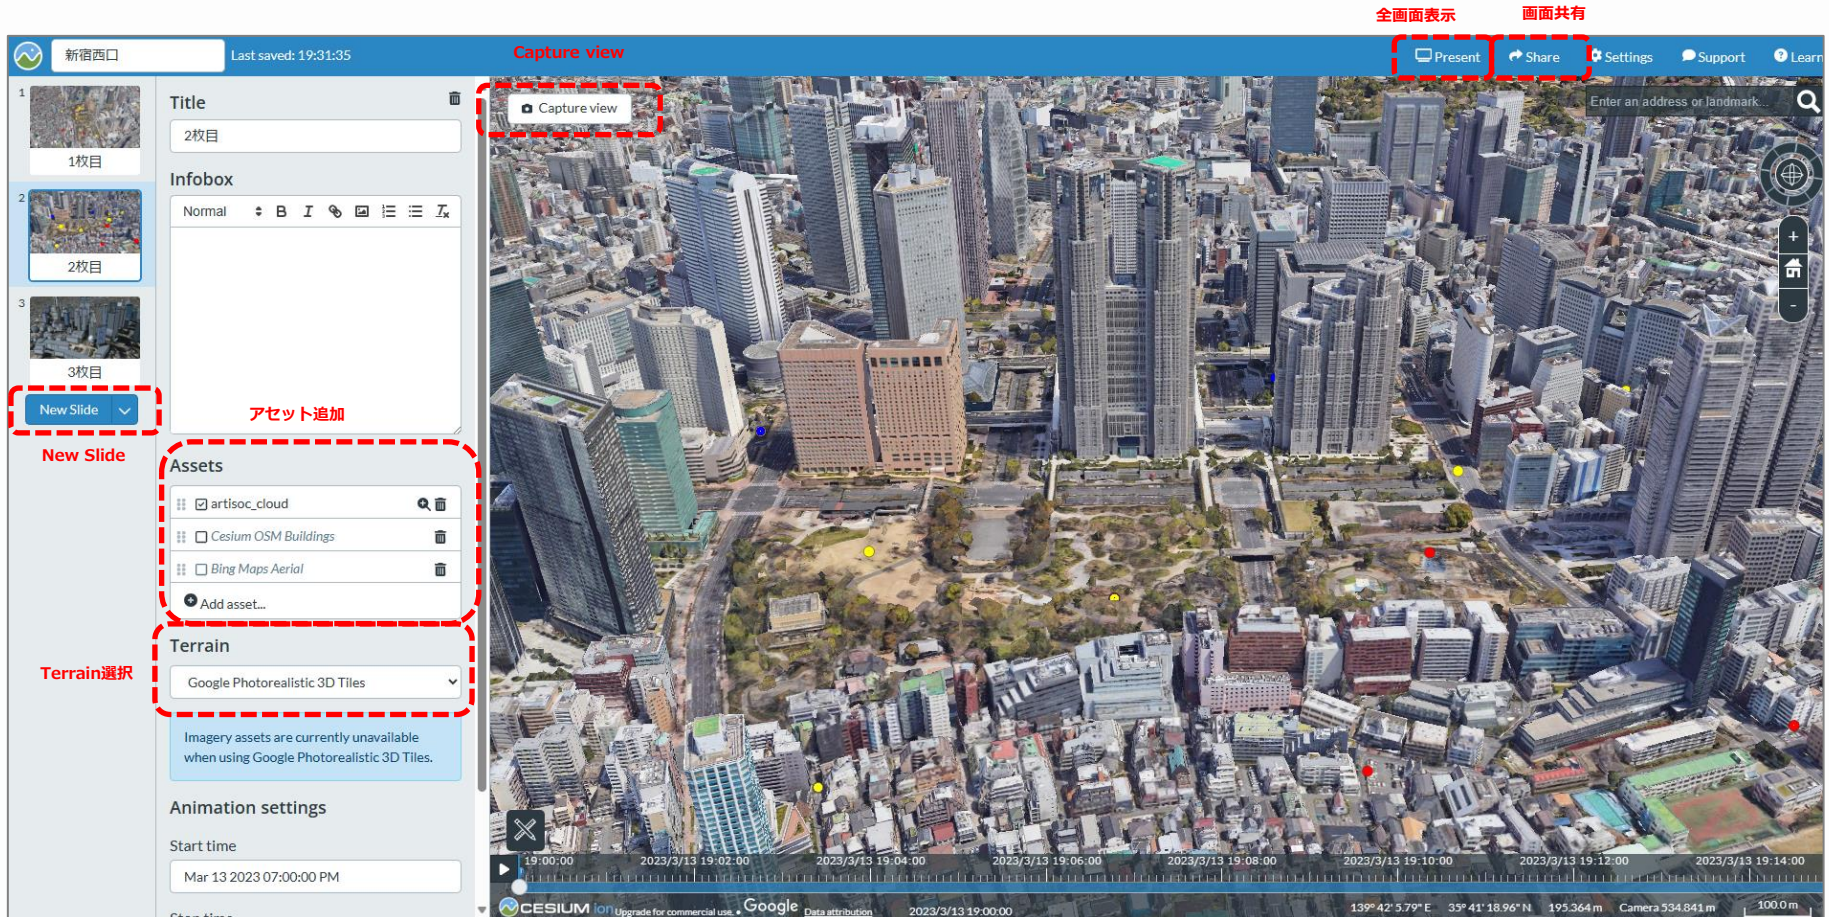 全画面表示
画面共有
新宿西口
Last saved: 19:31:35
Capture view
Present
Share
Settings
Support
Learn
1
1枚目
2
2枚目
3
3枚目
New Slide
New Slide
Title
2枚目
Infobox
Normal
B I
アセット追加
Assets
artisoc_cloud
Cesium OSM Buildings
Bing Maps Aerial
Add asset...
Terrain選択
Terrain
Google Photorealistic 3D Tiles
Imagery assets are currently unavailable
when using Google Photorealistic 3D Tiles.
Animation settings
Start time
Mar 13 2023 07:00:00 PM
Stop time
Capture view
Enter an address or landmark...
+
-
19:00:00
2023/3/13 19:02:00
2023/3/13 19:04:00
2023/3/13 19:06:00
2023/3/13 19:08:00
2023/3/13 19:10:00
2023/3/13 19:12:00
2023/3/13 19:14:00
CESIUM ion
Upgrade for commercial use. •
Google
Data attribution
2023/3/13 19:00:00
139° 42' 5.79" E
35° 41' 18.96" N
195.364 m
Camera 534.841 m
100.0 m